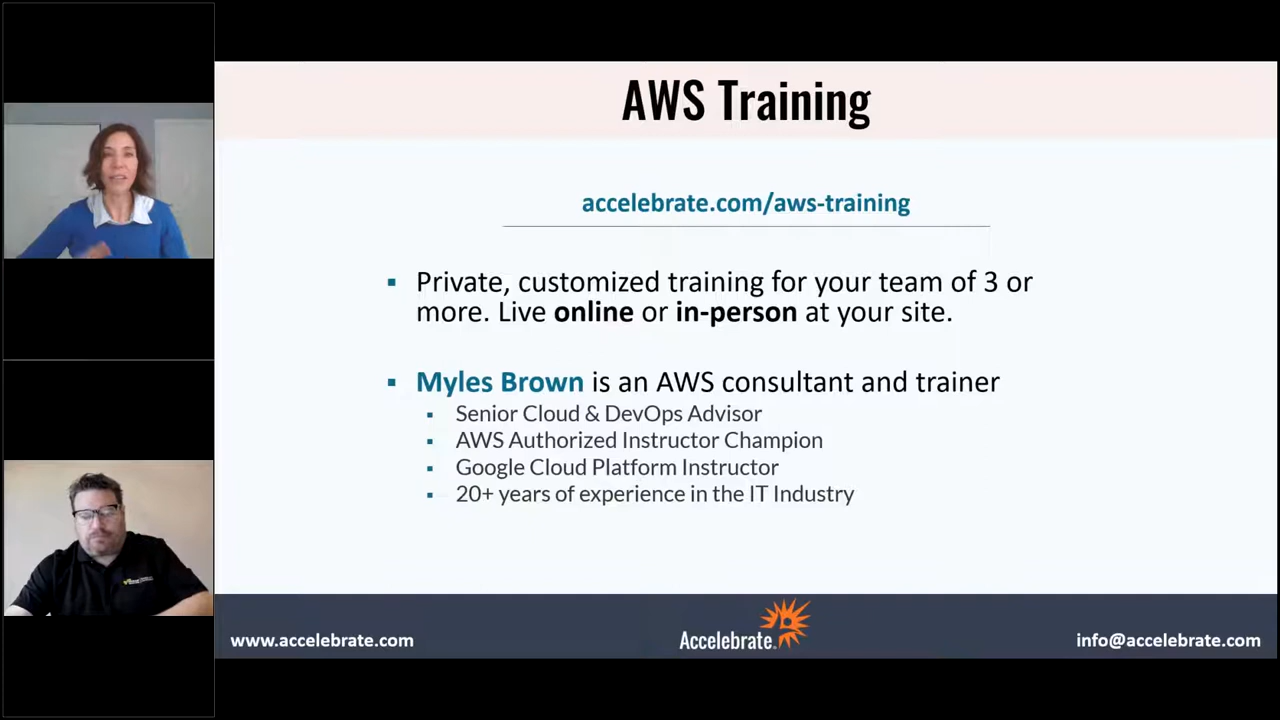 AWS Training
accelebrate.com/aws-training
▪ Private, customized training for your team of 3 or
more. Live online or in-person at your site.
▪ Myles Brown is an AWS consultant and trainer
▪ Senior Cloud & DevOps Advisor
▪ AWS Authorized Instructor Champion
▪ Google Cloud Platform Instructor
▪ 20+ years of experience in the IT Industry
www.accelebrate.com
Accelebrate
info@accelebrate.com